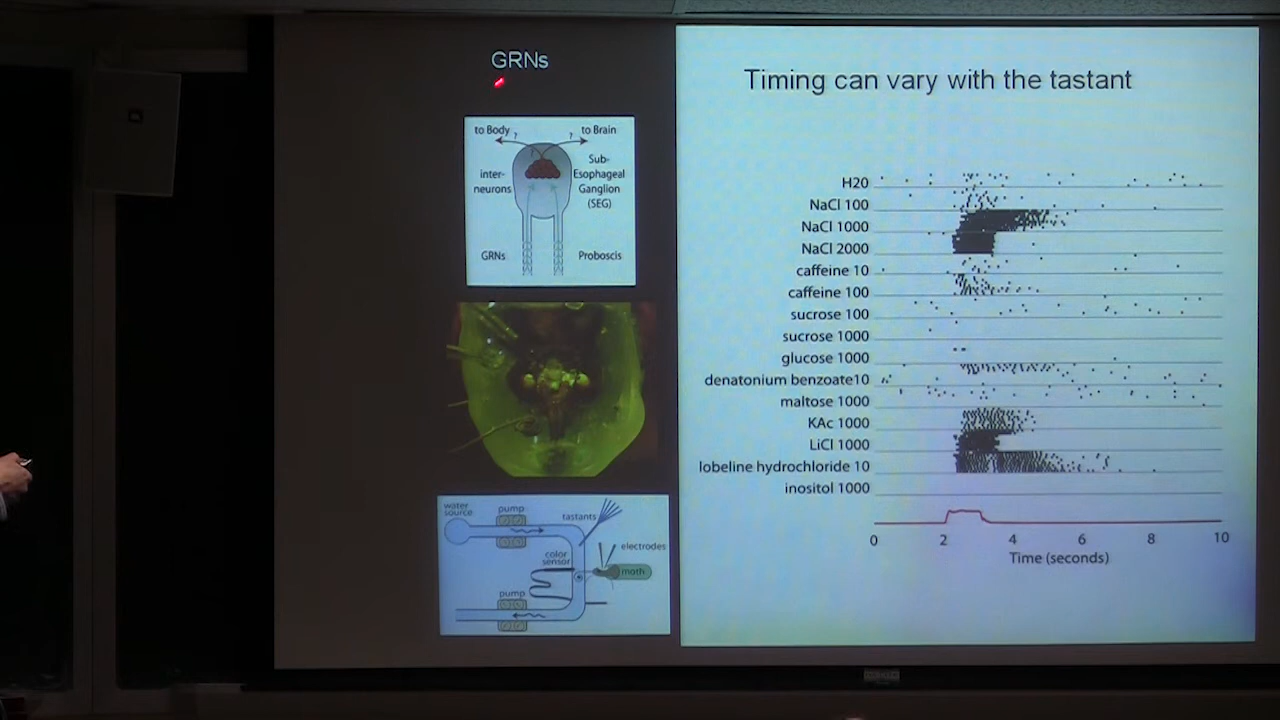 GRNs
to Body ?
? to Brain
inter-
neurons
Sub-
Esophageal
Ganglion
(SEG)
GRNs
Proboscis
water
source
pump
tastants
color
sensor
electrodes
moth
pump
Timing can vary with the tastant
H20
NaCl 100
NaCl 1000
NaCl 2000
caffeine 10
caffeine 100
sucrose 100
sucrose 1000
glucose 1000
denatonium benzoate10
maltose 1000
KAc 1000
LiCl 1000
lobeline hydrochloride 10
inositol 1000
0 2 4 6 8 10
Time (seconds)